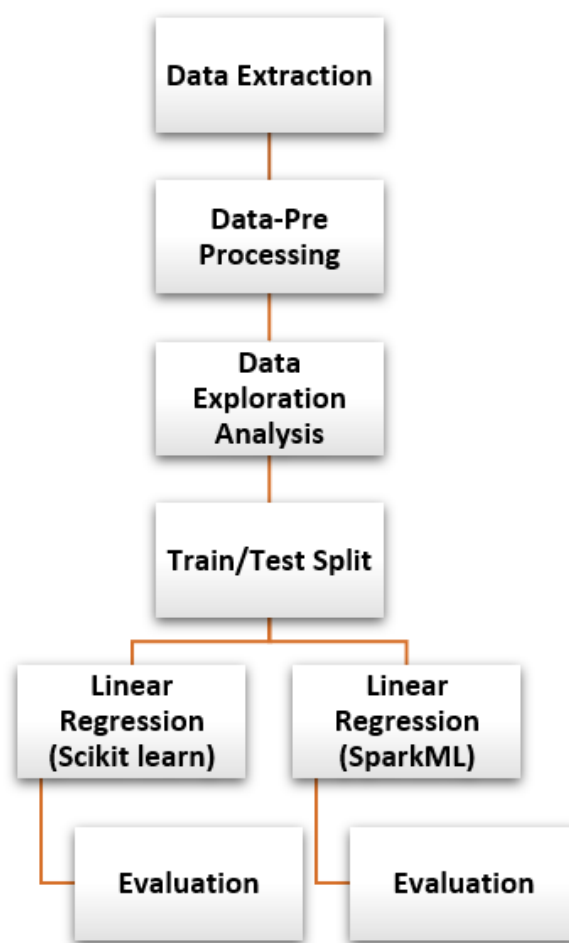 Data Extraction
Data-Pre
Processing
Data
Exploration
Analysis
Train/Test Split
Linear
Regression
(Scikit learn)
Linear
Regression
(SparkML)
Evaluation
Evaluation